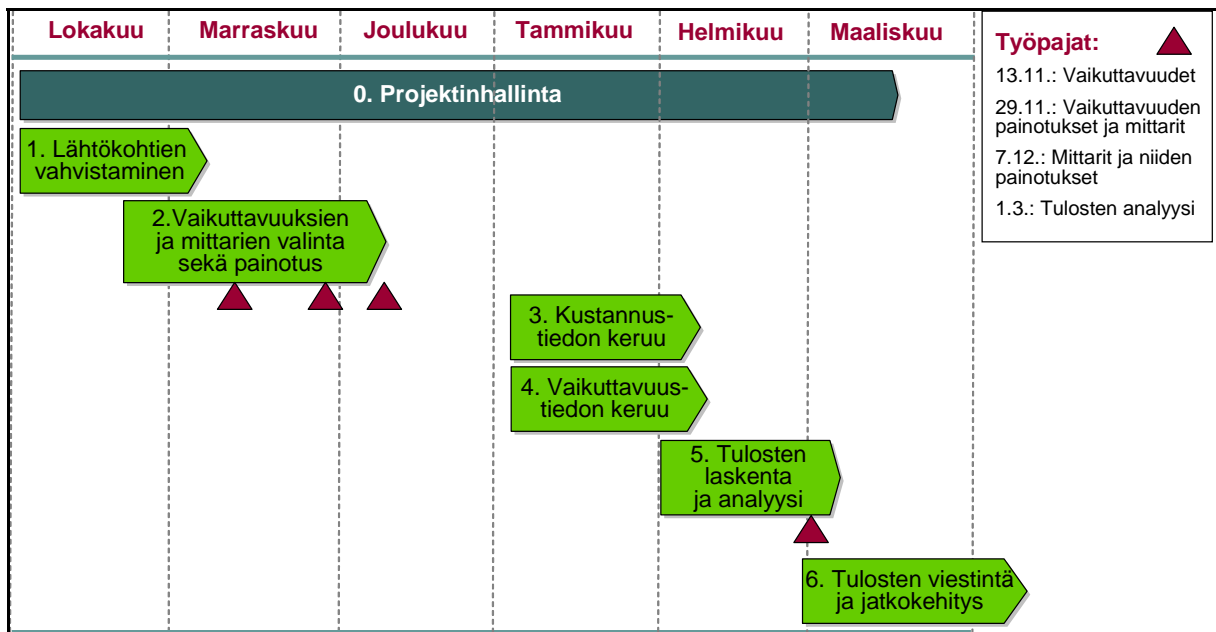 Lokakuu Marraskuu Joulukuu Tammikuu Helmikuu Maaliskuu
0. Projektinhallinta
1. Lähtökohtien
vahvistaminen
2.Vaikuttavuuksien
ja mittarien valinta
sekä painotus
3. Kustannus-
tiedon keruu
4. Vaikuttavuus-
tiedon keruu
5. Tulosten
laskenta
ja analyysi
6. Tulosten viestintä
ja jatkokehitys
Työpajat:
13.11.: Vaikuttavuudet
29.11.: Vaikuttavuuden
painotukset ja mittarit
7.12.: Mittarit ja niiden
painotukset
1.3.: Tulosten analyysi